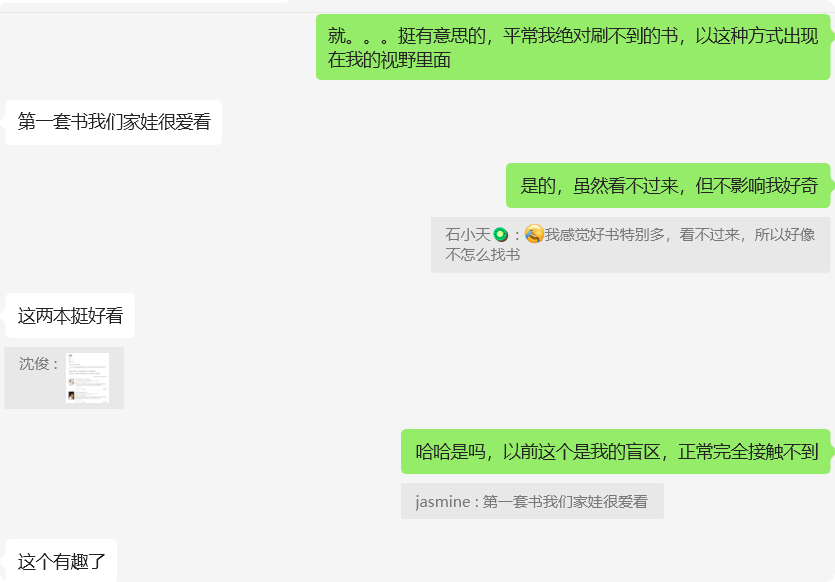 就。。。挺有意思的，平常我绝对刷不到的书，以这种方式出现
在我的视野里面
第一套书我们家娃很爱看
是的，虽然看不过来，但不影响我好奇
石小天：我感觉好书特别多，看不过来，所以好像
不怎么找书
这两本挺好看
沈俊：
哈哈是吗，以前这个是我的盲区，正常完全接触不到
jasmine : 第一套书我们家娃很爱看
这个有趣了